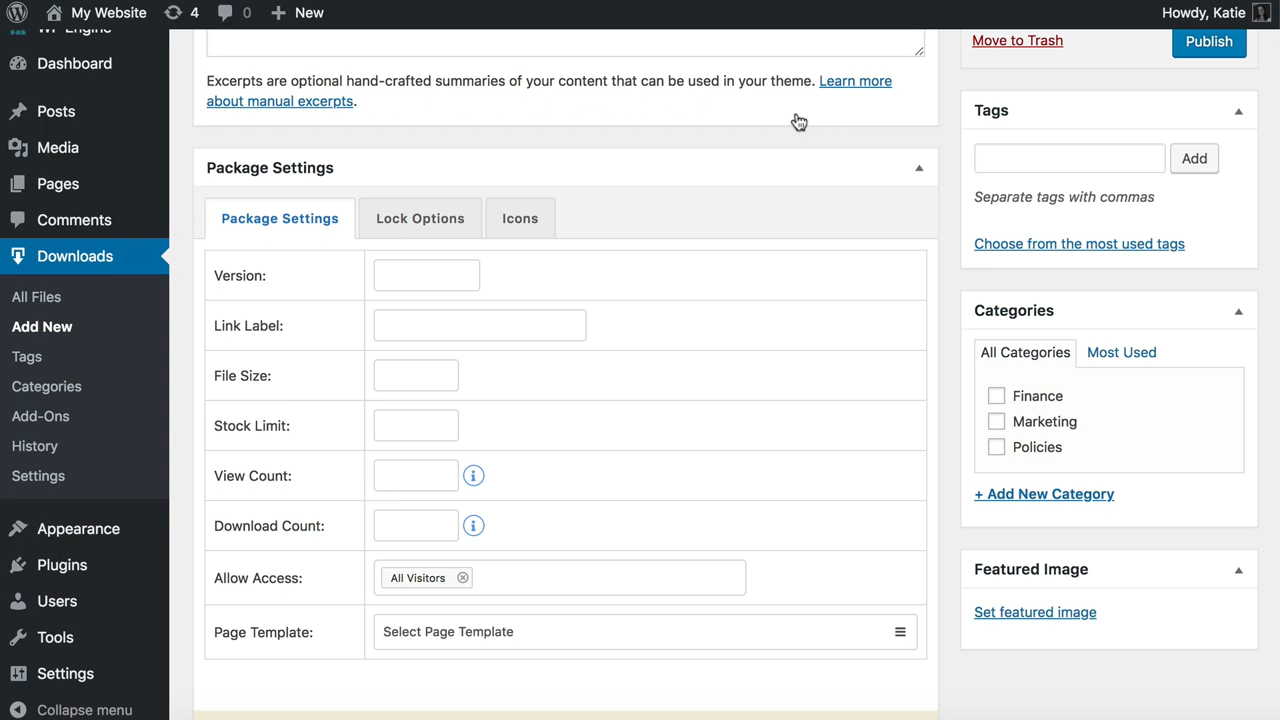 My Website 4 0 New Howdy, Katie
WP Engine
Dashboard
Posts
Media
Pages
Comments
Downloads
All Files
Add New
Tags
Categories
Add-Ons
History
Settings
Appearance
Plugins
Users
Tools
Settings
Collapse menu
Excerpts are optional hand-crafted summaries of your content that can be used in your theme. Learn more
about manual excerpts.
Package Settings
Package Settings Lock Options Icons
Version:
Link Label:
File Size:
Stock Limit:
View Count:
Download Count:
Allow Access: All Visitors
Page Template: Select Page Template
Move to Trash Publish
Tags
Add
Separate tags with commas
Choose from the most used tags
Categories
All Categories Most Used
Finance
Marketing
Policies
+ Add New Category
Featured Image
Set featured image